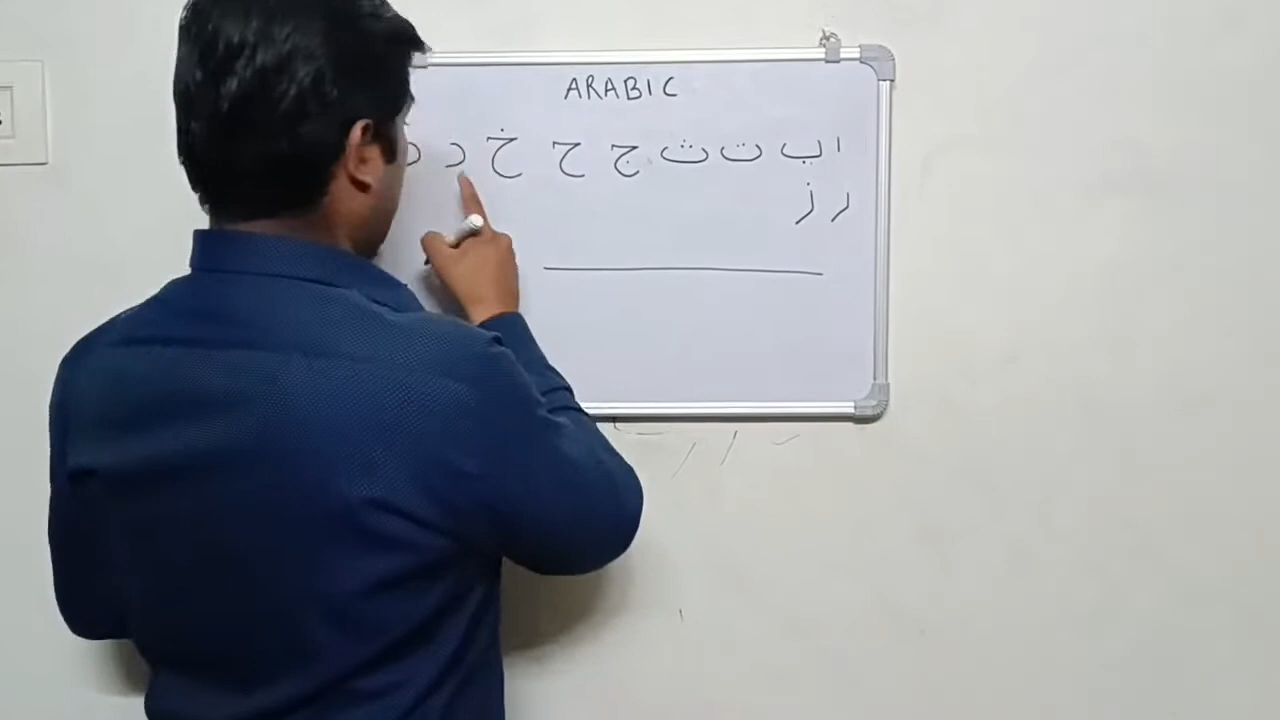 ARABIC
ا ب ت ث ج ح خ د
ر ز